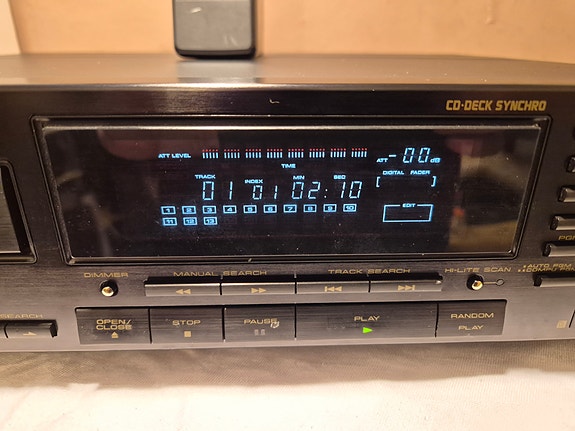 CD·DECK SYNCHRO
ATT LEVEL
ATT -00 dB
TIME
DIGITAL FADER
TRACK INDEX MIN SEC
01 01 02:10
EDIT
1 2 3 4 5 6 7 8 9 10
11 12 13
DIMMER MANUAL SEARCH TRACK SEARCH HI-LITE SCAN
SEARCH
OPEN/CLOSE STOP PAUSE PLAY RANDOM PLAY